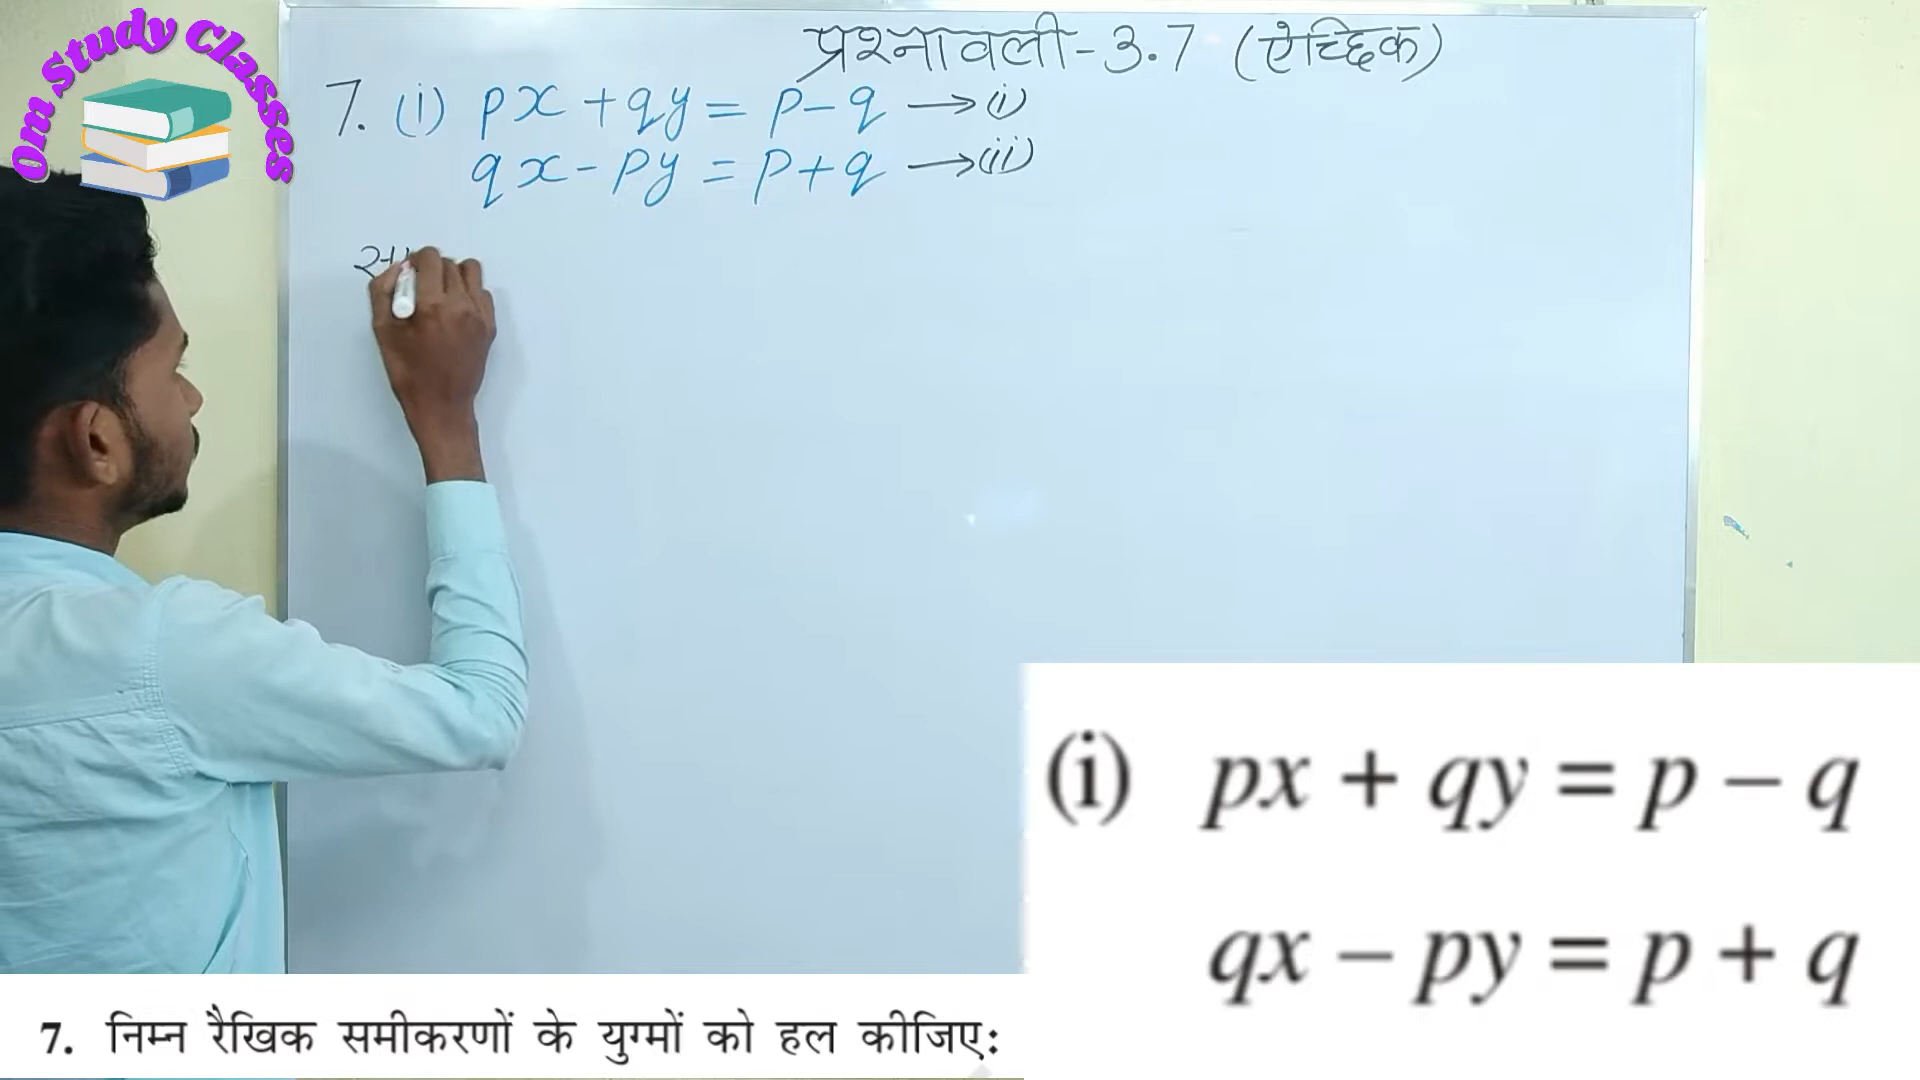 Om Study Classes
प्रश्नावली-3.7 (ऐच्छिक)
7. (i) px + qy = p - q → (i)
qx - py = p + q → (ii)
(i) px + qy = p – q
qx – py = p + q
7. निम्न रैखिक समीकरणों के युग्मों को हल कीजिए: